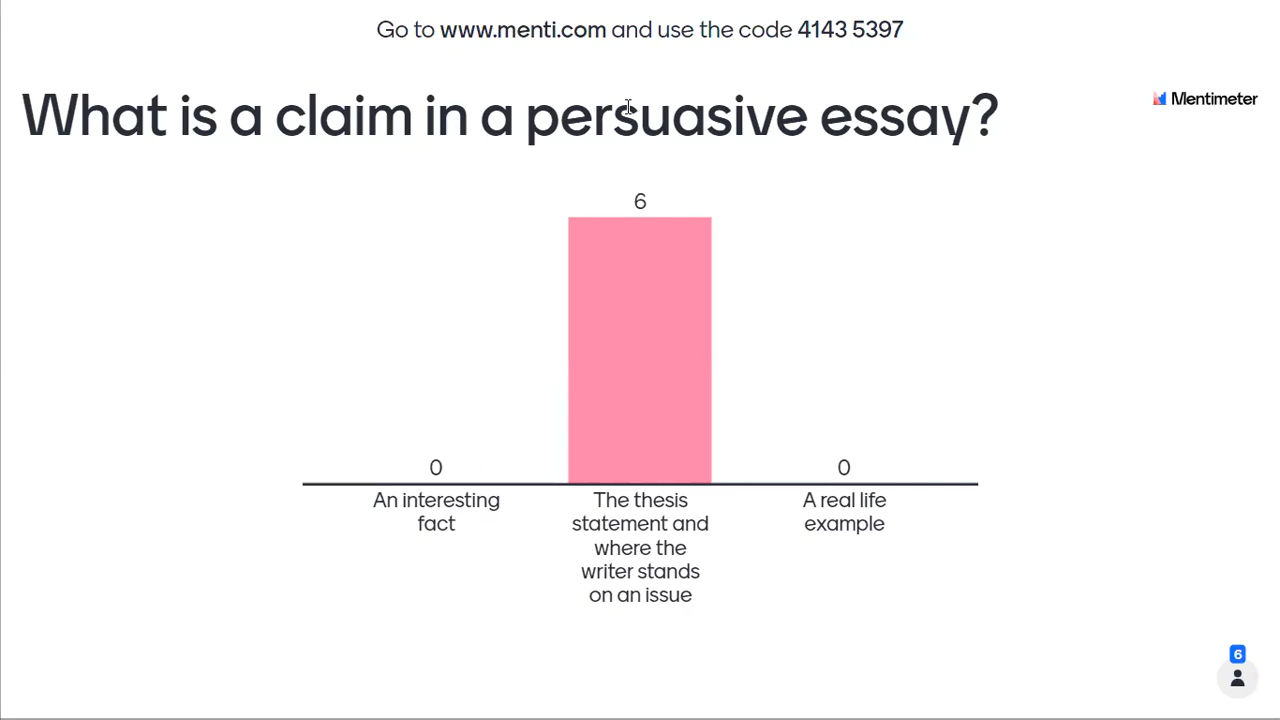 Go to www.menti.com and use the code 4143 5397
What is a claim in a persuasive essay?
Mentimeter
6
0
0
An interesting
fact
The thesis
statement and
where the
writer stands
on an issue
A real life
example
6